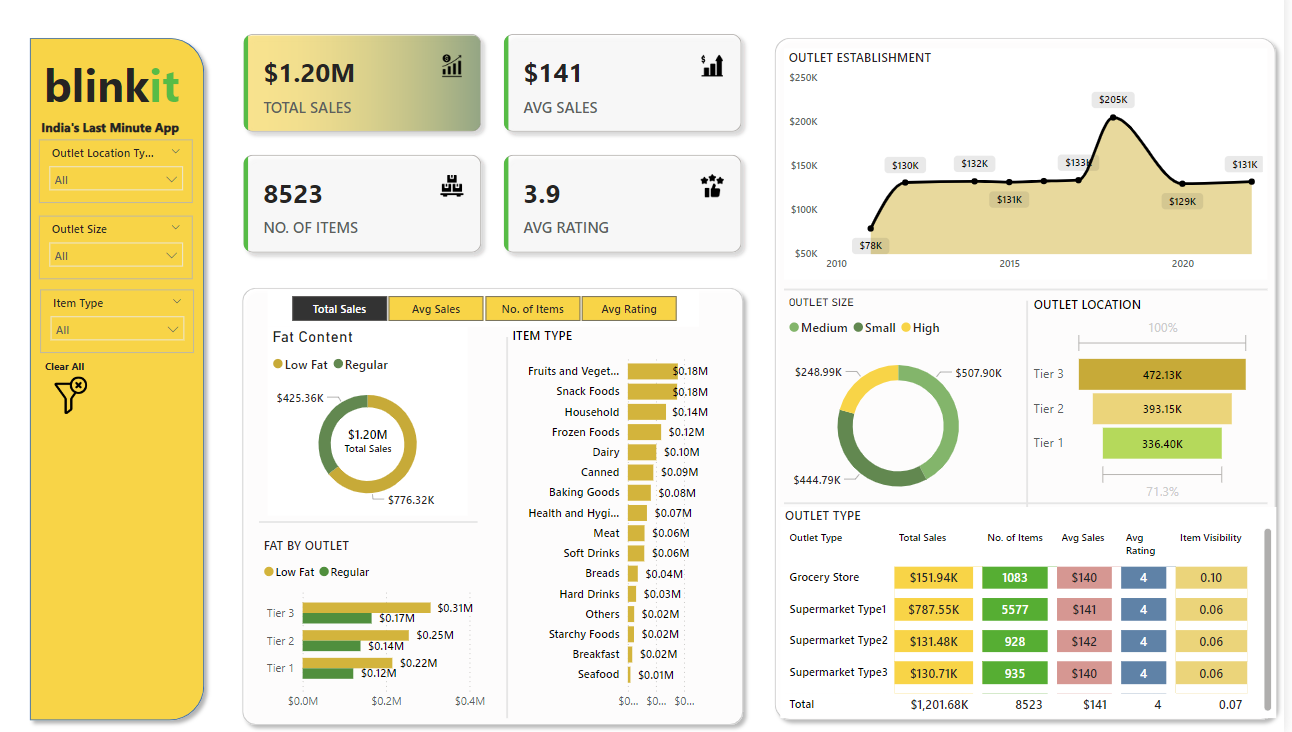 blinkit
India's Last Minute App
Outlet Location Ty...
All
Outlet Size
All
Item Type
All
Clear All
$1.20M
TOTAL SALES
$141
AVG SALES
8523
NO. OF ITEMS
3.9
AVG RATING
Total Sales Avg Sales No. of Items Avg Rating
Fat Content
Low Fat Regular
$425.36K
$1.20M
Total Sales
$776.32K
FAT BY OUTLET
Low Fat Regular
Tier 3 $0.31M
$0.17M
Tier 2 $0.25M
$0.14M
Tier 1 $0.22M
$0.12M
$0.0M $0.2M $0.4M
ITEM TYPE
Fruits and Veget... $0.18M
Snack Foods $0.18M
Household $0.14M
Frozen Foods $0.12M
Dairy $0.10M
Canned $0.09M
Baking Goods $0.08M
Health and Hygi... $0.07M
Meat $0.06M
Soft Drinks $0.06M
Breads $0.04M
Hard Drinks $0.03M
Others $0.02M
Starchy Foods $0.02M
Breakfast $0.02M
Seafood $0.01M
$0... $0... $0...
OUTLET ESTABLISHMENT
$250K
$200K
$150K
$100K
$50K
$78K
$130K
$132K
$131K
$133K
$205K
$129K
$131K
2010 2015 2020
OUTLET SIZE
Medium Small High
$248.99K
$507.90K
$444.79K
OUTLET LOCATION
100%
Tier 3 472.13K
Tier 2 393.15K
Tier 1 336.40K
71.3%
OUTLET TYPE
Outlet Type Total Sales No. of Items Avg Sales Avg Rating Item Visibility
Grocery Store $151.94K 1083 $140 4 0.10
Supermarket Type1 $787.55K 5577 $141 4 0.06
Supermarket Type2 $131.48K 928 $142 4 0.06
Supermarket Type3 $130.71K 935 $140 4 0.06
Total $1,201.68K 8523 $141 4 0.07